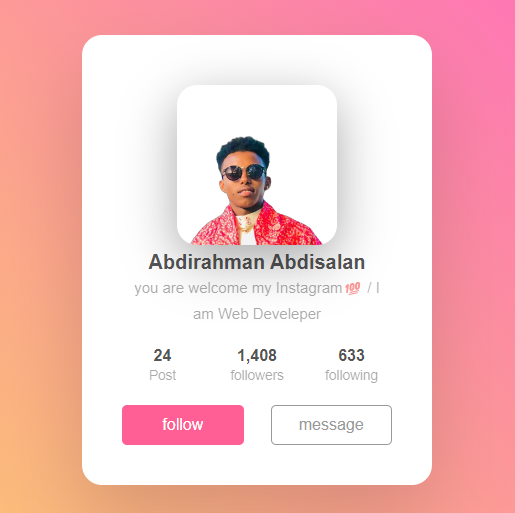 Abdirahman Abdisalan
you are welcome my Instagram💯 / I
am Web Develeper
24 1,408 633
Post followers following
follow message